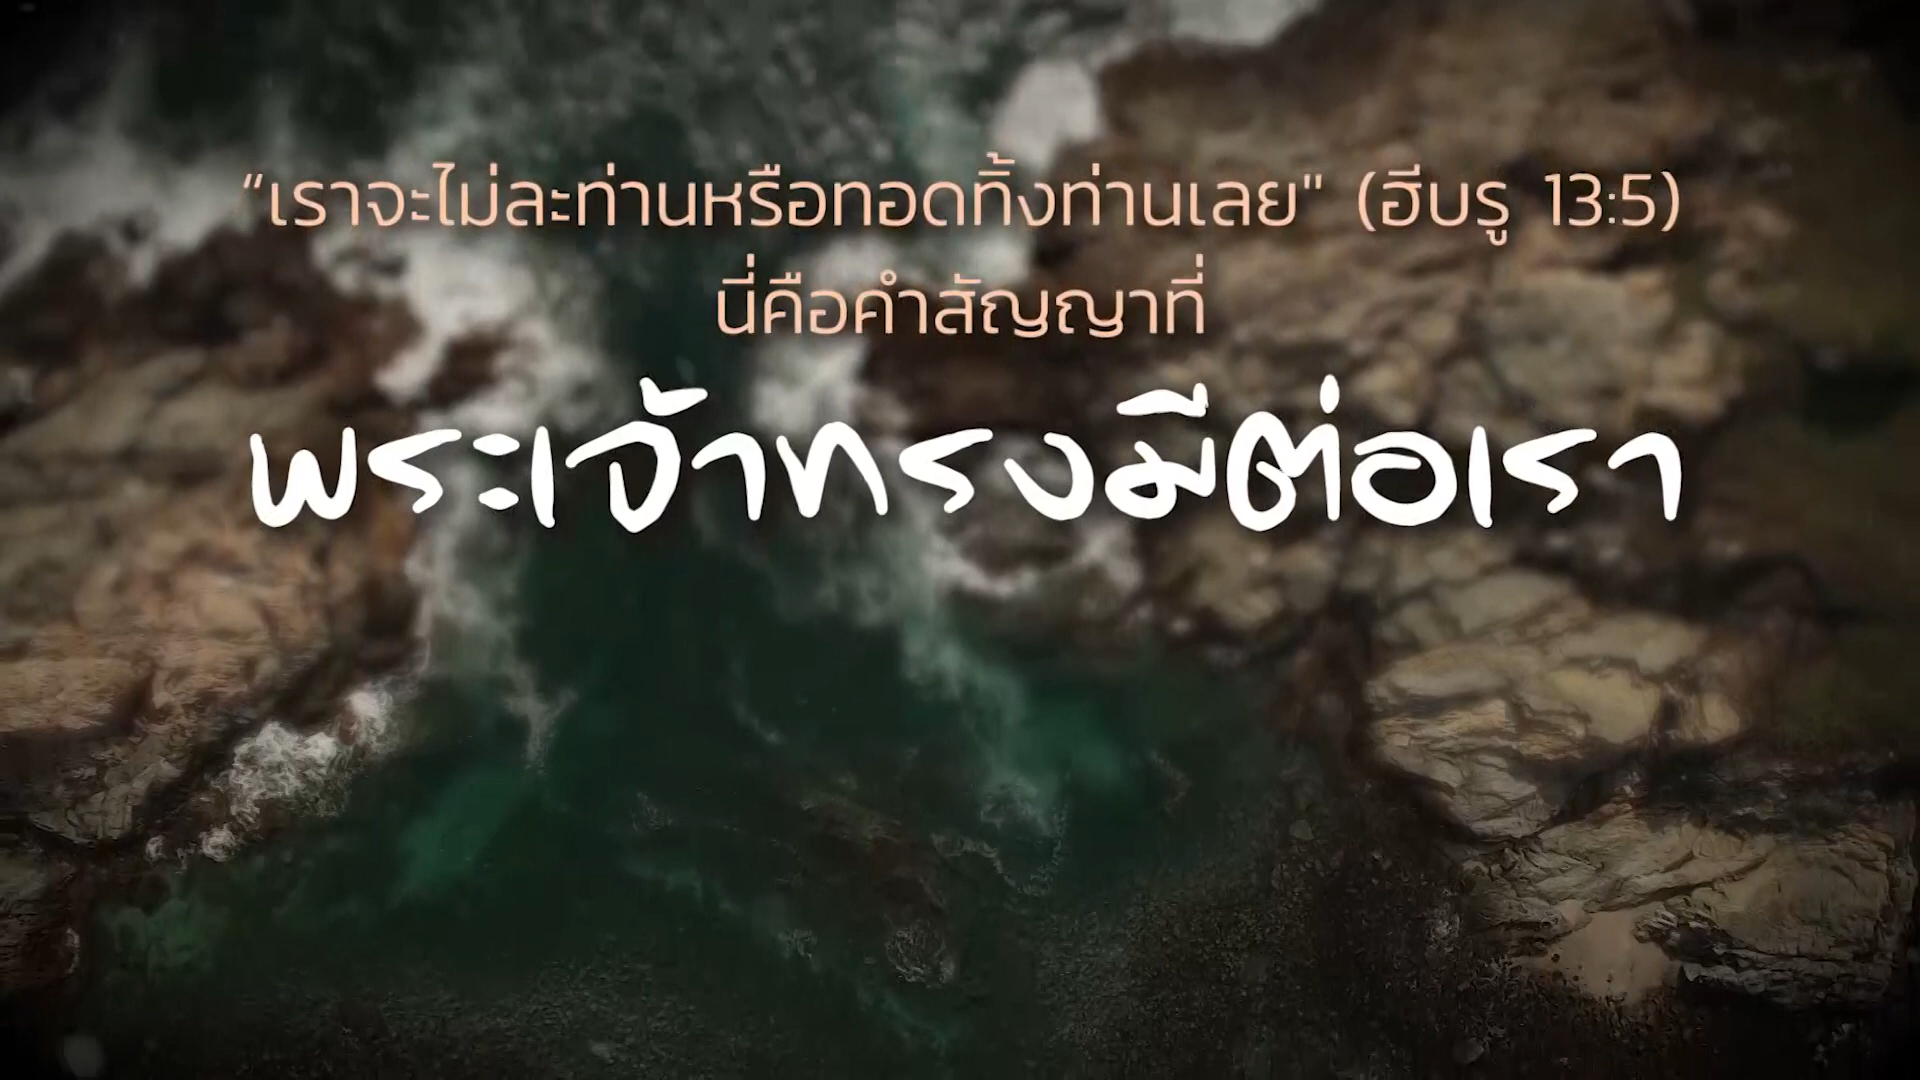 “เราจะไม่ละท่านหรือทอดทิ้งท่านเลย" (ฮีบรู 13:5)
นี่คือคำสัญญาที่
พระเจ้าทรงมีต่อเรา